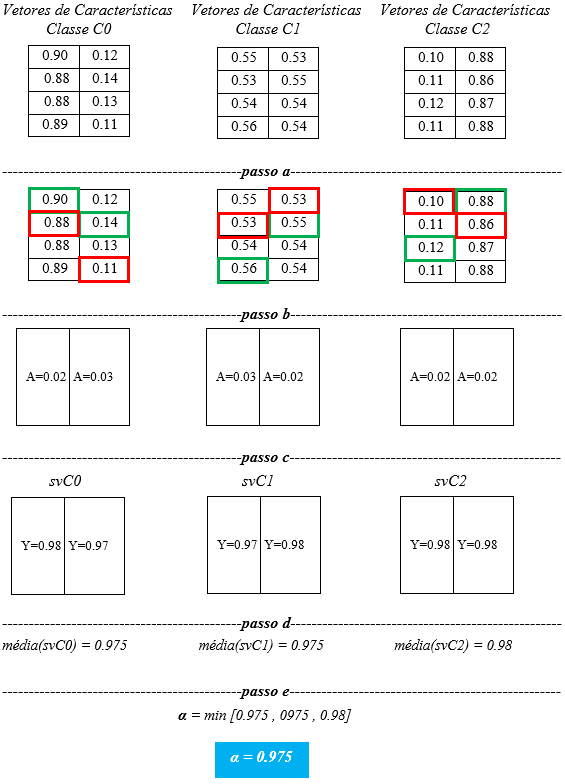 Vetores de Características Vetores de Características Vetores de Características
Classe C0 Classe C1 Classe C2
0.90 0.12 0.55 0.53 0.10 0.88
0.88 0.14 0.53 0.55 0.11 0.86
0.88 0.13 0.54 0.54 0.12 0.87
0.89 0.11 0.56 0.54 0.11 0.88
passo a
0.90 0.12 0.55 0.53 0.10 0.88
0.88 0.14 0.53 0.55 0.11 0.86
0.88 0.13 0.54 0.54 0.12 0.87
0.89 0.11 0.56 0.54 0.11 0.88
passo b
A=0.02 A=0.03 A=0.03 A=0.02 A=0.02 A=0.02
passo c
svC0 svC1 svC2
Y=0.98 Y=0.97 Y=0.97 Y=0.98 Y=0.98 Y=0.98
passo d
média(svC0) = 0.975 média(svC1) = 0.975 média(svC2) = 0.98
passo e
α = min [0.975 , 0975 , 0.98]
α = 0.975